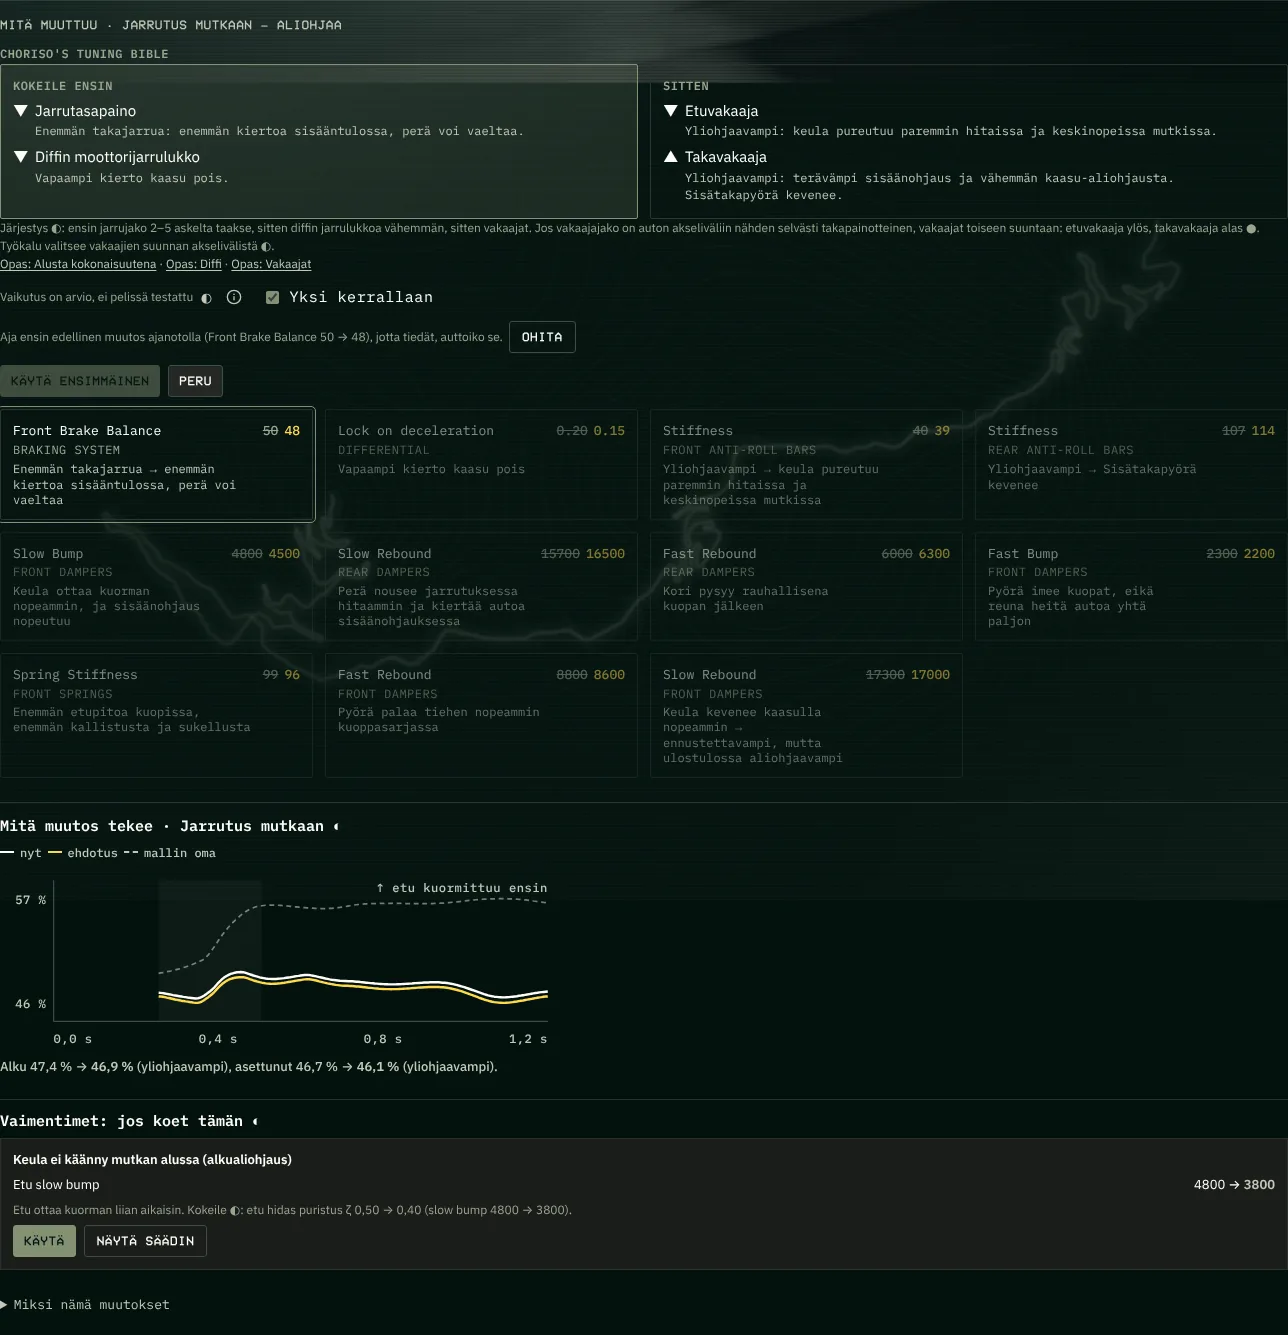 MITÄ MUUTTUU · JARRUTUS MUTKAAN – ALIOHJAA
CHORISO'S TUNING BIBLE
KOKEILE ENSIN
▼ Jarrutasapaino
Enemmän takajarrua: enemmän kiertoa sisääntulossa, perä voi vaeltaa.
▼ Diffin moottorijarrulukko
Vapaampi kierto kaasu pois.
SITTEN
▼ Etuvakaaja
Yliohjaavampi: keula pureutuu paremmin hitaissa ja keskinopeissa mutkissa.
▲ Takavakaaja
Yliohjaavampi: terävämpi sisäänohjaus ja vähemmän kaasu-aliohjausta.
Sisätakapyörä kevenee.
Järjestys ◐: ensin jarrujako 2–5 askelta taakse, sitten diffin jarrulukkoa vähemmän, sitten vakaajat. Jos vakaajajako on auton akseliväliin nähden selvästi takapainotteinen, vakaajat toiseen suuntaan: etuvakaaja ylös, takavakaaja alas ●.
Työkalu valitsee vakaajien suunnan akselivälistä ◐.
Opas: Alusta kokonaisuutena · Opas: Diffi · Opas: Vakaajat
Vaikutus on arvio, ei pelissä testattu ◐ Yksi kerrallaan
Aja ensin edellinen muutos ajanotolla (Front Brake Balance 50 → 48), jotta tiedät, auttoiko se. OHITA
KÄYTÄ ENSIMMÄINEN PERU
Front Brake Balance 50 48
BRAKING SYSTEM
Enemmän takajarrua → enemmän
kiertoa sisääntulossa, perä voi
vaeltaa
Lock on deceleration 0.20 0.15
DIFFERENTIAL
Vapaampi kierto kaasu pois
Stiffness 40 39
FRONT ANTI-ROLL BARS
Yliohjaavampi → keula pureutuu
paremmin hitaissa ja
keskinopeissa mutkissa
Stiffness 107 114
REAR ANTI-ROLL BARS
Yliohjaavampi → Sisätakapyörä
kevenee
Slow Bump 4800 4500
FRONT DAMPERS
Keula ottaa kuorman
nopeammin, ja sisäänohjaus
nopeutuu
Slow Rebound 15700 16500
REAR DAMPERS
Perä nousee jarrutuksessa
hitaammin ja kiertää autoa
sisäänohjauksessa
Fast Rebound 6000 6300
REAR DAMPERS
Kori pysyy rauhallisena
kuopan jälkeen
Fast Bump 2300 2200
FRONT DAMPERS
Pyörä imee kuopat, eikä
reuna heitä autoa yhtä
paljon
Spring Stiffness 99 96
FRONT SPRINGS
Enemmän etupitoa kuopissa,
enemmän kallistusta ja sukellusta
Fast Rebound 8800 8600
FRONT DAMPERS
Pyörä palaa tiehen nopeammin
kuoppasarjassa
Slow Rebound 17300 17000
FRONT DAMPERS
Keula kevenee kaasulla
nopeammin →
ennustettavampi, mutta
ulostulossa aliohjaavampi
Mitä muutos tekee · Jarrutus mutkaan ◐
nyt ehdotus mallin oma
↑ etu kuormittuu ensin
57 %
46 %
0,0 s 0,4 s 0,8 s 1,2 s
Alku 47,4 % → 46,9 % (yliohjaavampi), asettunut 46,7 % → 46,1 % (yliohjaavampi).
Vaimentimet: jos koet tämän ◐
Keula ei käänny mutkan alussa (alkualiohjaus)
Etu slow bump 4800 → 3800
Etu ottaa kuorman liian aikaisin. Kokeile ◐: etu hidas puristus ζ 0,50 → 0,40 (slow bump 4800 → 3800).
KÄYTÄ NÄYTÄ SÄÄDIN
▶ Miksi nämä muutokset